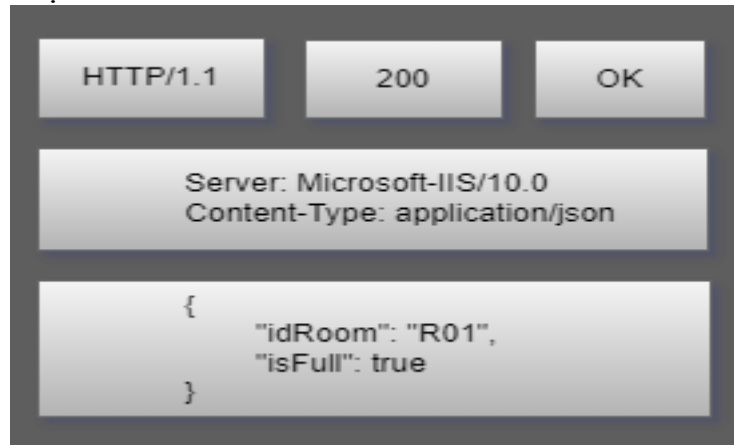 HTTP/1.1 200 OK
Server: Microsoft-IIS/10.0
Content-Type: application/json
{
"idRoom": "R01",
"isFull": true
}